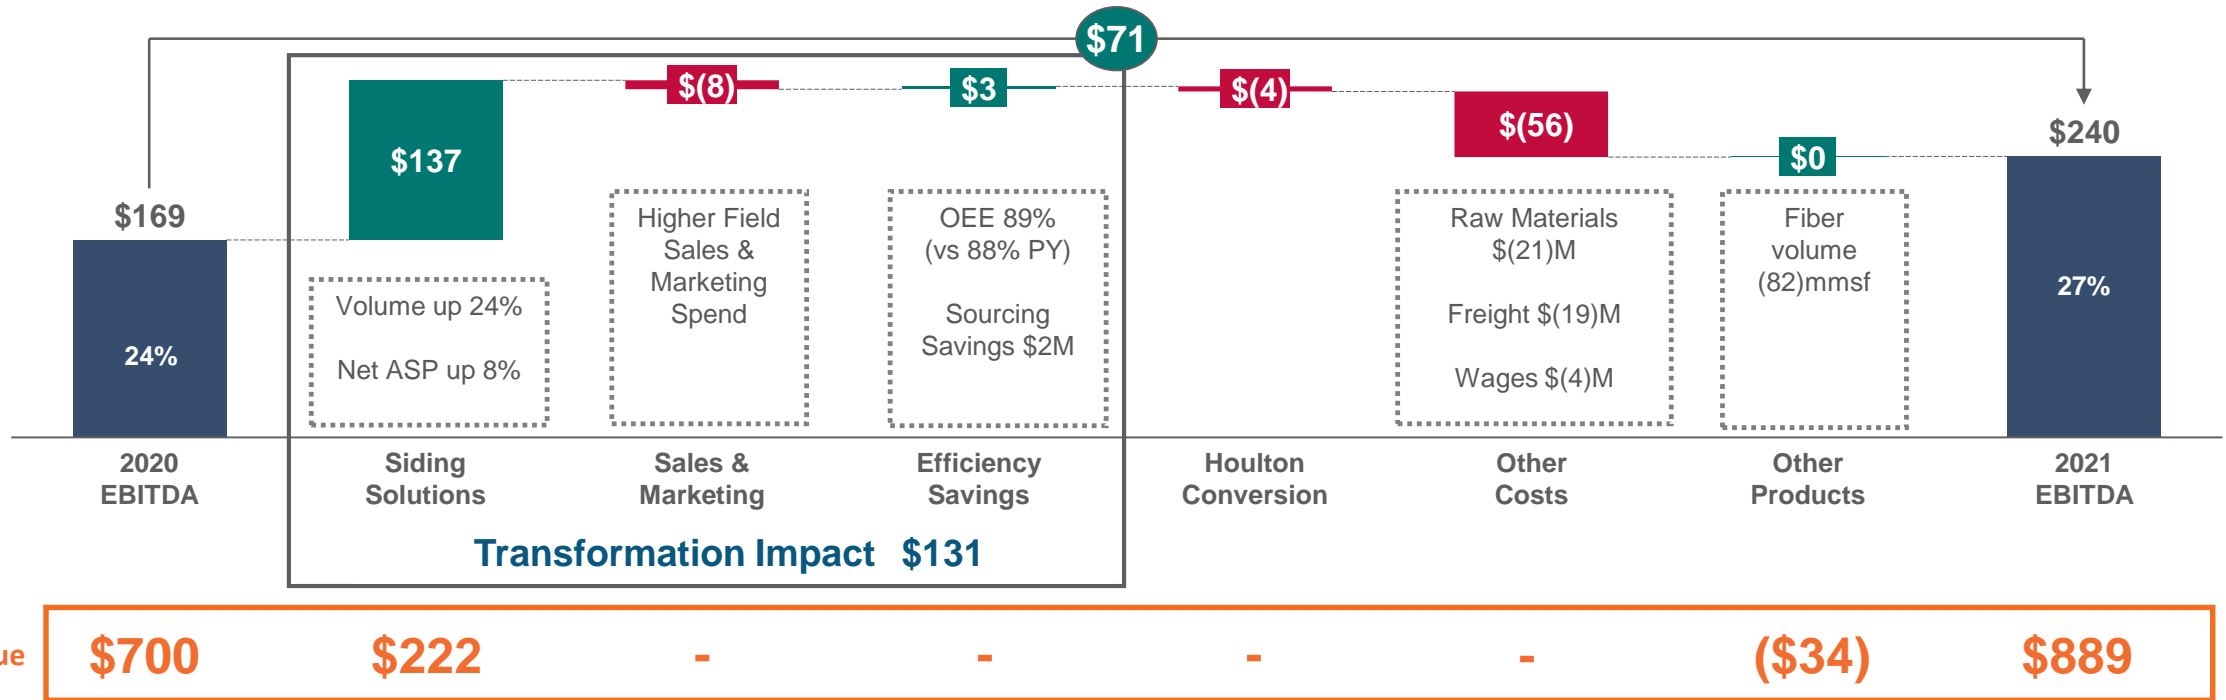 $71
$169
24%
$137
Volume up 24%
Net ASP up 8%
$(8)
Higher Field
Sales &
Marketing
Spend
$3
OEE 89%
(vs 88% PY)
Sourcing
Savings $2M
$(4)
$(56)
Raw Materials
$(21)M
Freight $(19)M
Wages $(4)M
$0
Fiber
volume
(82)mmsf
$240
27%
2020
EBITDA
Siding
Solutions
Sales &
Marketing
Efficiency
Savings
Houlton
Conversion
Other
Costs
Other
Products
2021
EBITDA
Transformation Impact $131
ue $700 $222 - - - - ($34) $889